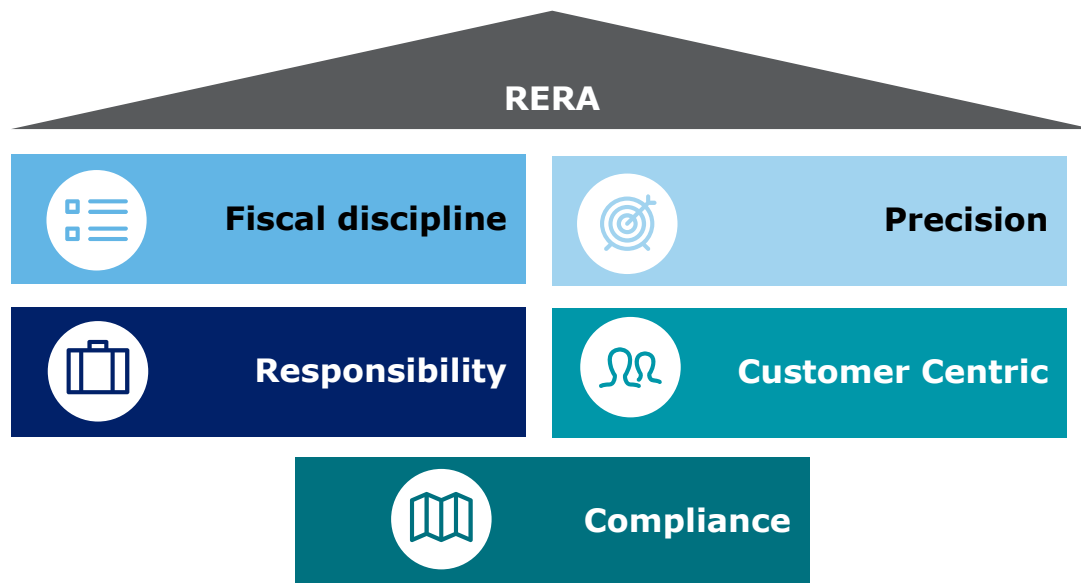 RERA
Fiscal discipline
Precision
Responsibility
Customer Centric
Compliance